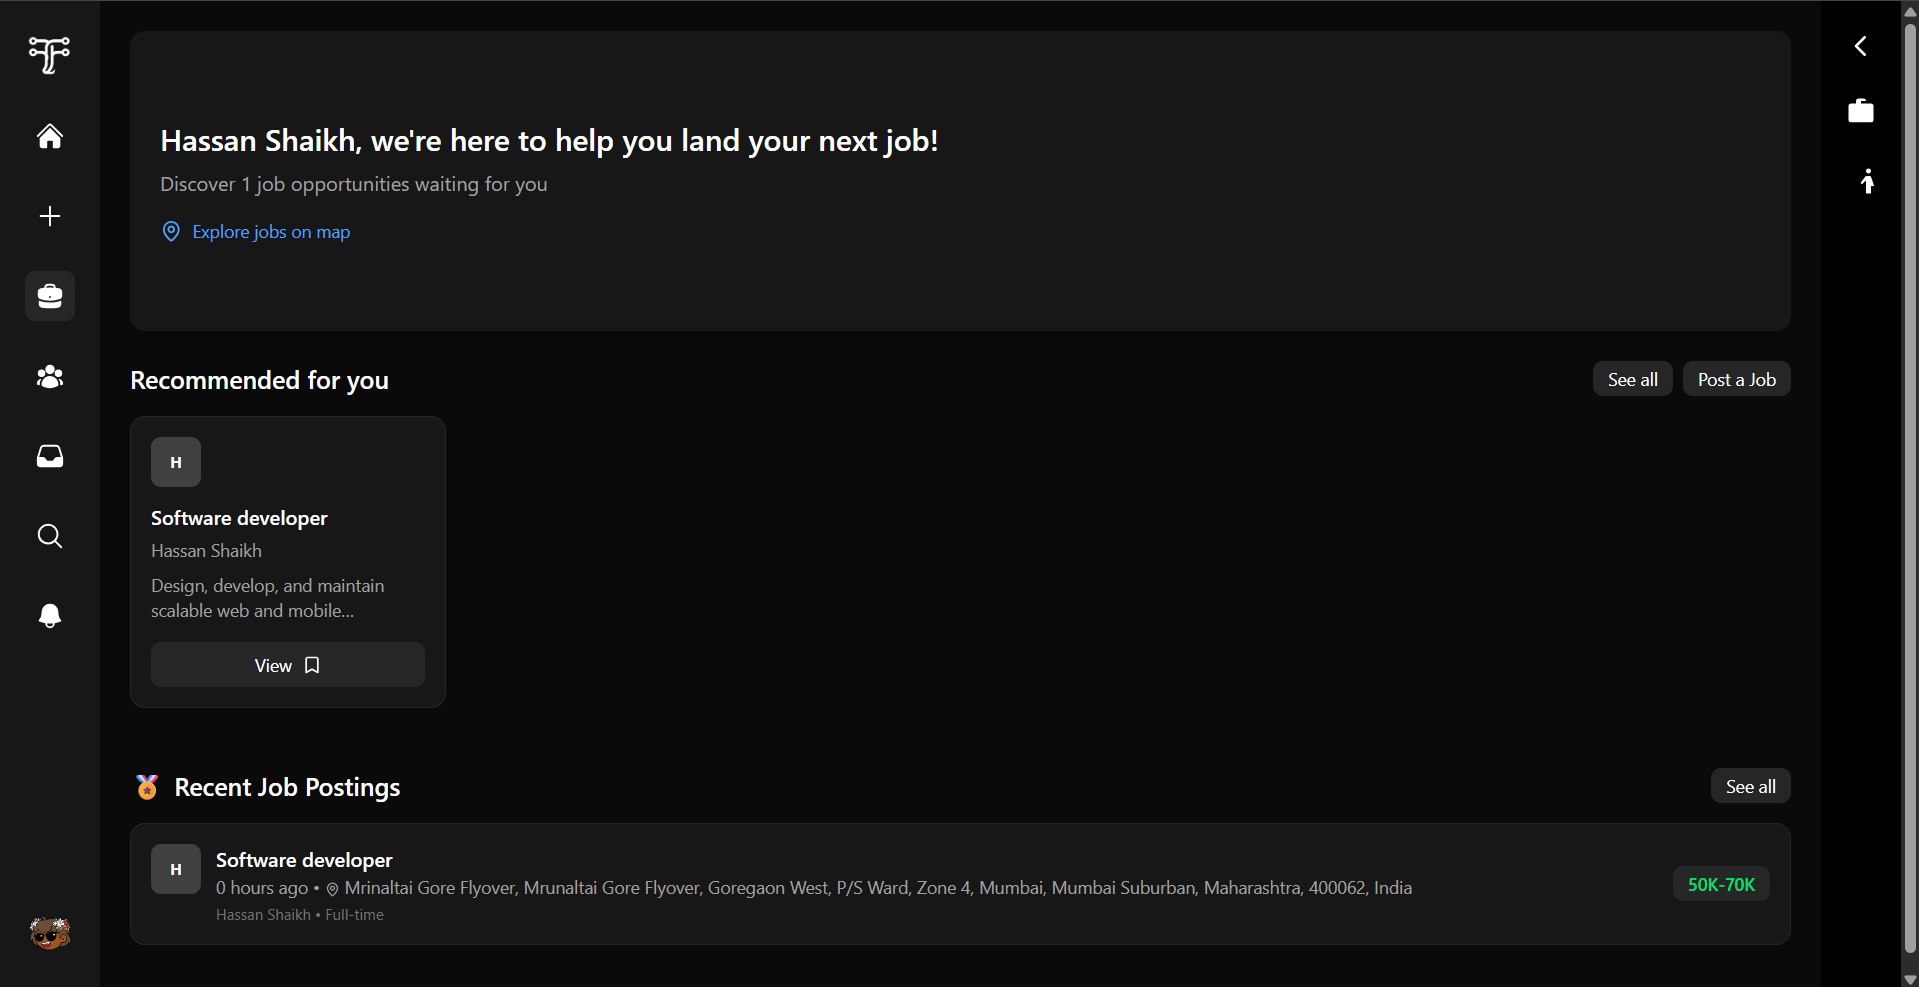 Hassan Shaikh, we're here to help you land your next job!
Discover 1 job opportunities waiting for you
Explore jobs on map
Recommended for you
See all
Post a Job
H
Software developer
Hassan Shaikh
Design, develop, and maintain
scalable web and mobile...
View
Recent Job Postings
See all
H
Software developer
0 hours ago • Mrinaltai Gore Flyover, Mrunaltai Gore Flyover, Goregaon West, P/S Ward, Zone 4, Mumbai, Mumbai Suburban, Maharashtra, 400062, India
50K-70K
Hassan Shaikh • Full-time